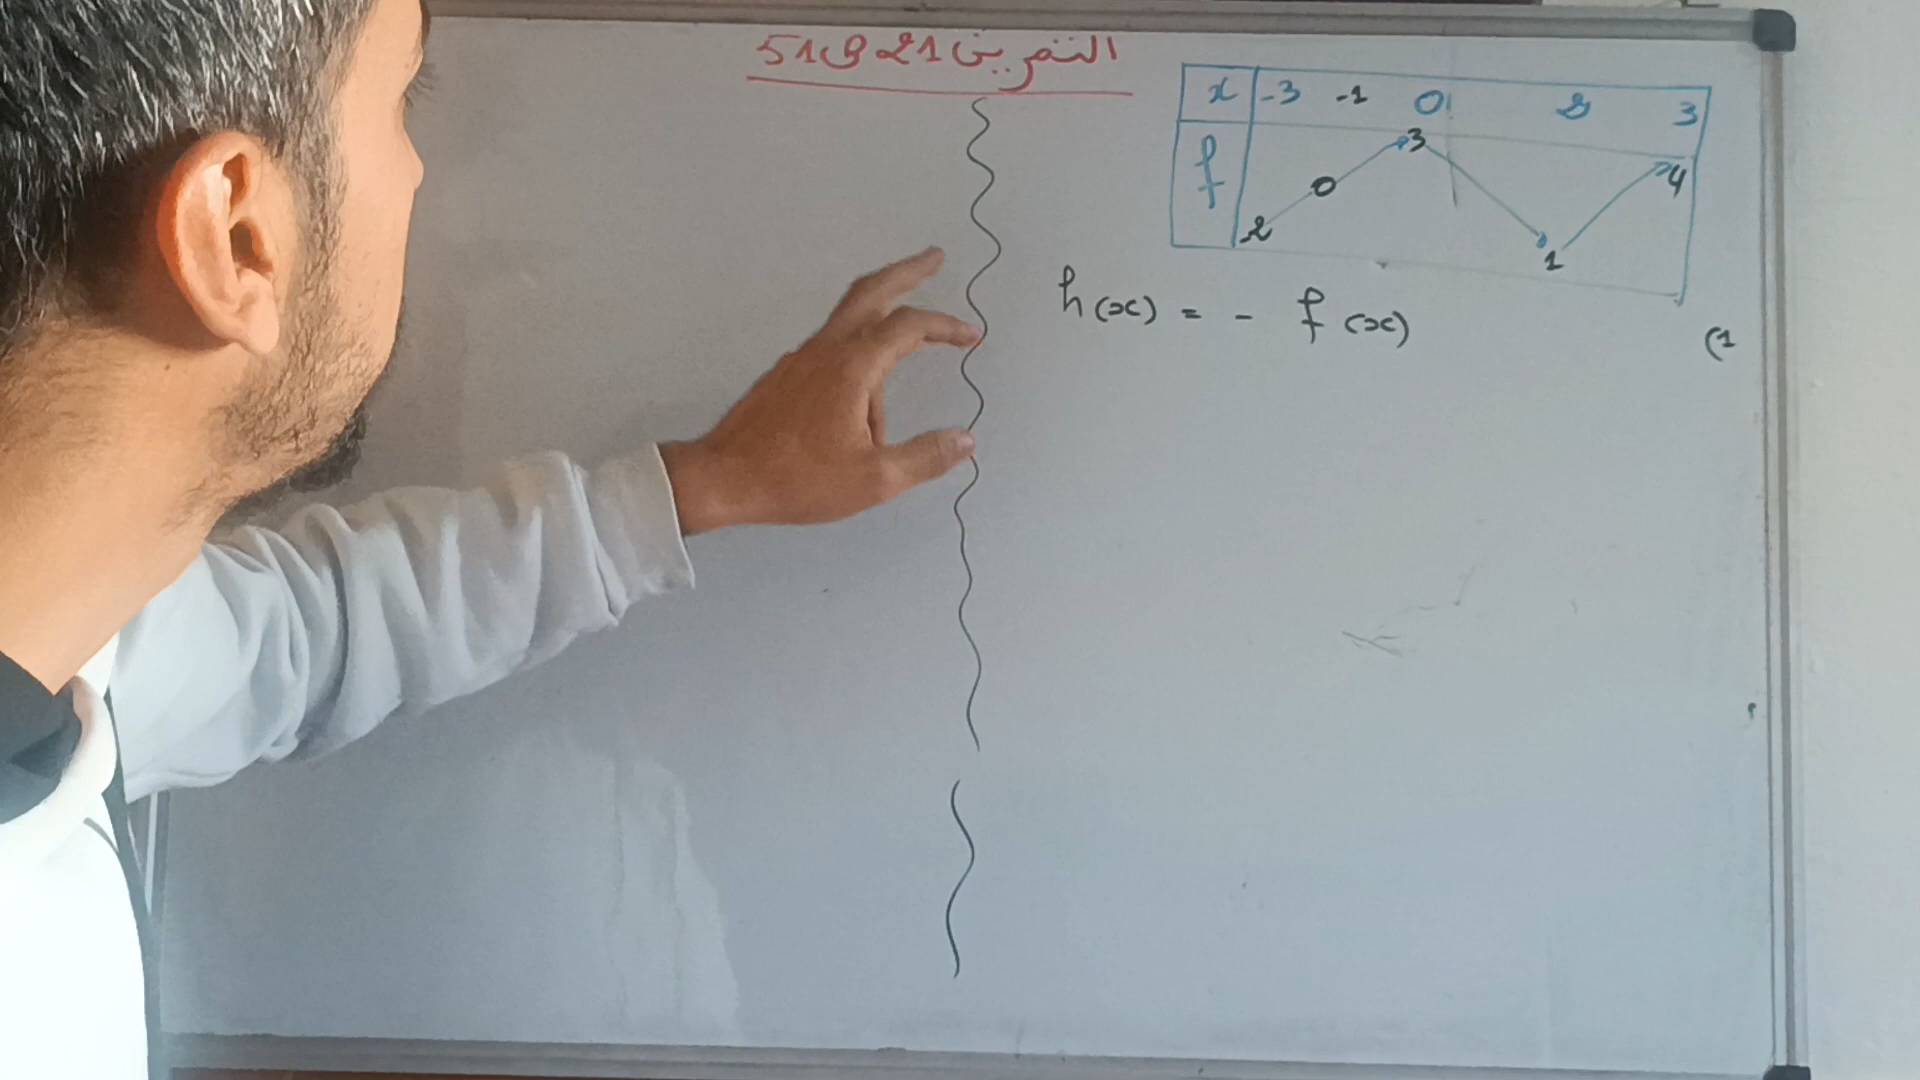 التمرين 21 ص 51
x -3 -1 0 2 3
f -2 0 3 1 4
h(x) = - f(x) (1